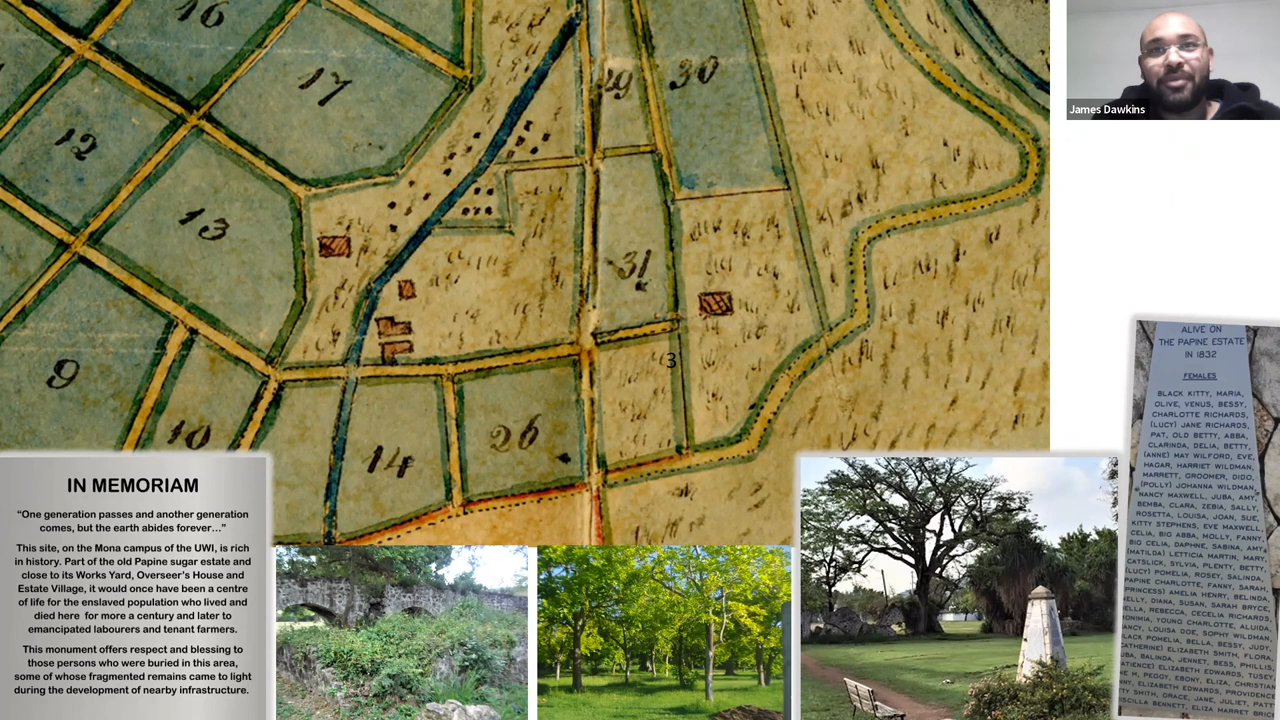 16
17
29
30
12
13
31
3
9
10
14
26
James Dawkins
IN MEMORIAM
“One generation passes and another generation
comes, but the earth abides forever…”
This site, on the Mona campus of the UWI, is rich
in history. Part of the old Papine sugar estate and
close to its Works Yard, Overseer’s House and
Estate Village, it would once have been a centre
of life for the enslaved population who lived and
died here for more a century and later to
emancipated labourers and tenant farmers.
This monument offers respect and blessing to
those persons who were buried in this area,
some of whose fragmented remains came to light
during the development of nearby infrastructure.
ALIVE ON
THE PAPINE ESTATE
IN 1832
FEMALES
BLACK KITTY, MARIA,
OLIVE, VENUS, BESSY,
CHARLOTTE RICHARDS,
(LUCY) JANE RICHARDS,
PAT, OLD BETTY, ABBA,
CLARINDA, DELIA, BETTY,
(ANNE) MAY WILFORD, EVE,
HAGAR, HARRIET WILDMAN,
MARRETT, GROOMER, DIDO,
(POLLY) JOHANNA WILDMAN,
NANCY MAXWELL, JUBA, AMY,
BEMBA, CLARA, ZEBIA, SALLY,
ROSETTA, LOUISA, JOAN, SUE,
KITTY STEPHENS, EVE MAXWELL,
CELIA, BIG ABBA, MOLLY, FANNY,
BIG CELIA, DAPHNE, SABINA, AMY,
(MATILDA) LETTICIA MARTIN, MARY,
CATSLICK, SYLVIA, PLENTY, BETTY,
(LUCY) POMELIA, ROSEY, SALINDA,
PAPINE CHARLOTTE, FANNY, SARAH,
PRINCESS) AMELIA HENRY, BELINDA,
DIANA, SUSAN, SARAH BRYCE,
REBECCA, CECELIA RICHARDS,
YOUNG CHARLOTTE, ALUIDA,
LOUISA DOE, SOPHY WILDMAN,
POMELIA, BELLA, BESSY, JUDY,
ELIZABETH SMITH, FLORA,
BALINDA, JENNET, BESS, PHILLIS,
ELIZABETH EDWARDS, TUSEY,
PEGGY, EBONY, ELIZA, CHRISTIAN
ELIZABETH EDWARDS, PROVIDENCE
SMITH, GRACE, JANE, JULIET, PATT
BENNETT, ELIZA MARRET BRIC